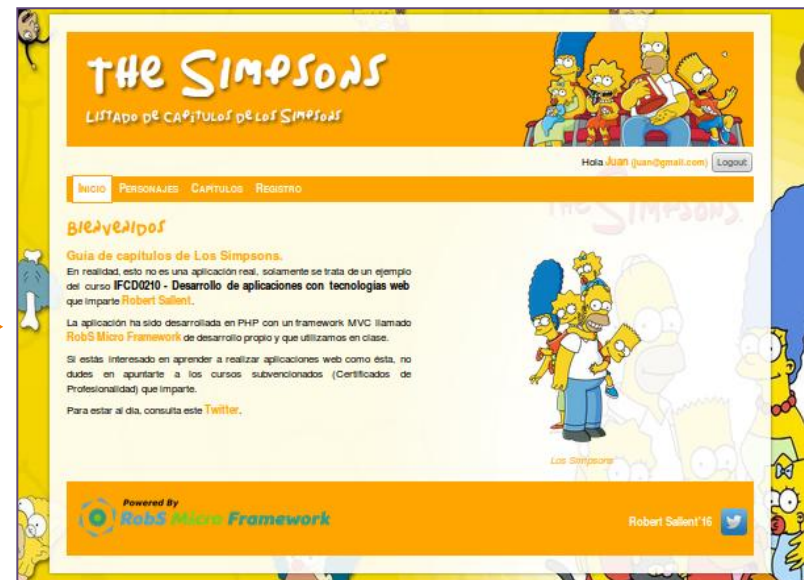 THE SIMPSONS
LISTADO DE CAPITULOS DE LOS SIMPSONS
Hola Juan (juan@gmail.com) Logout
INICIO PERSONAJES CAPÍTULOS REGISTRO
THE SIMPSONS.
BIENVENIDOS
Guia de capítulos de Los Simpsons.
En realidad, esto no es una aplicación real, solamente se trata de un ejemplo
del curso IFCD0210 - Desarrollo de aplicaciones con tecnologías web
que imparte Robert Sallent.
La aplicación ha sido desarrollada en PHP con un framework MVC llamado
RobS Micro Framework de desarrollo propio y que utilizamos en clase.
Si estás interesado en aprender a realizar aplicaciones web como ésta, no
dudes en apuntarte a los cursos subvencionados (Certificados de
Profesionalidad) que imparte.
Para estar al día, consulta este Twitter.
Los Simpsons
Powered By
RobS Micro Framework
Robert Sallent'16